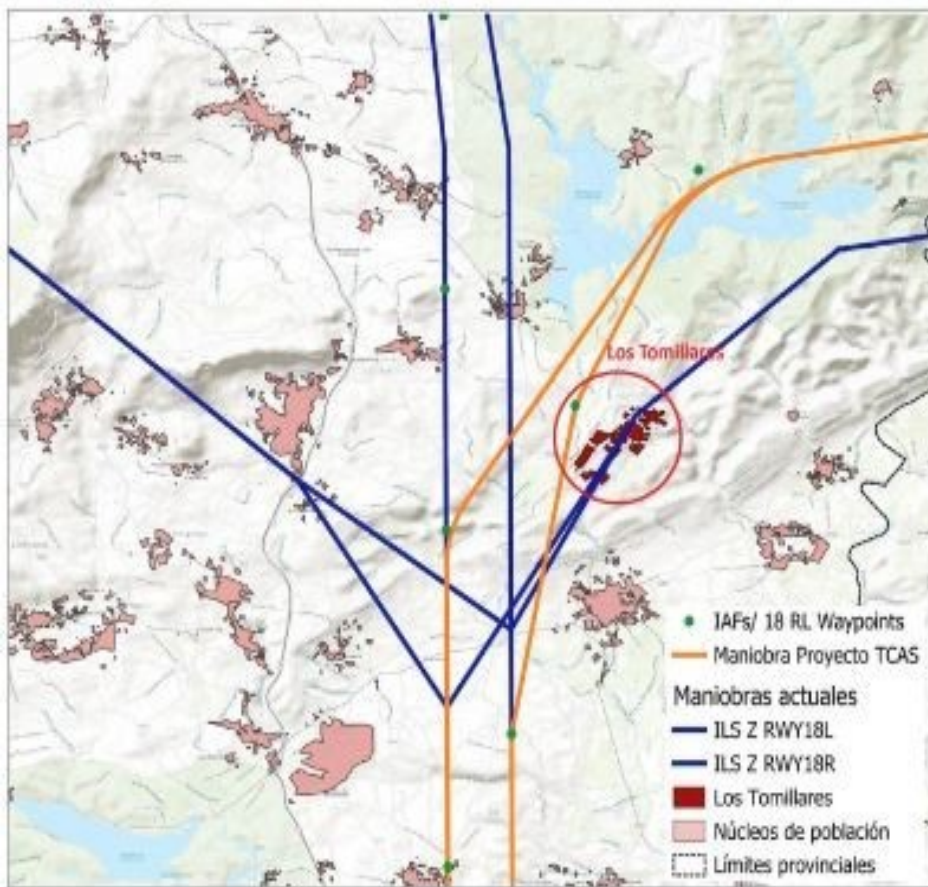 Los Tomillares
IAFs/ 18 RL Waypoints
Maniobra Proyecto TCAS
Maniobras actuales
ILS Z RWY18L
ILS Z RWY18R
Los Tomillares
Núcleos de población
Límites provinciales